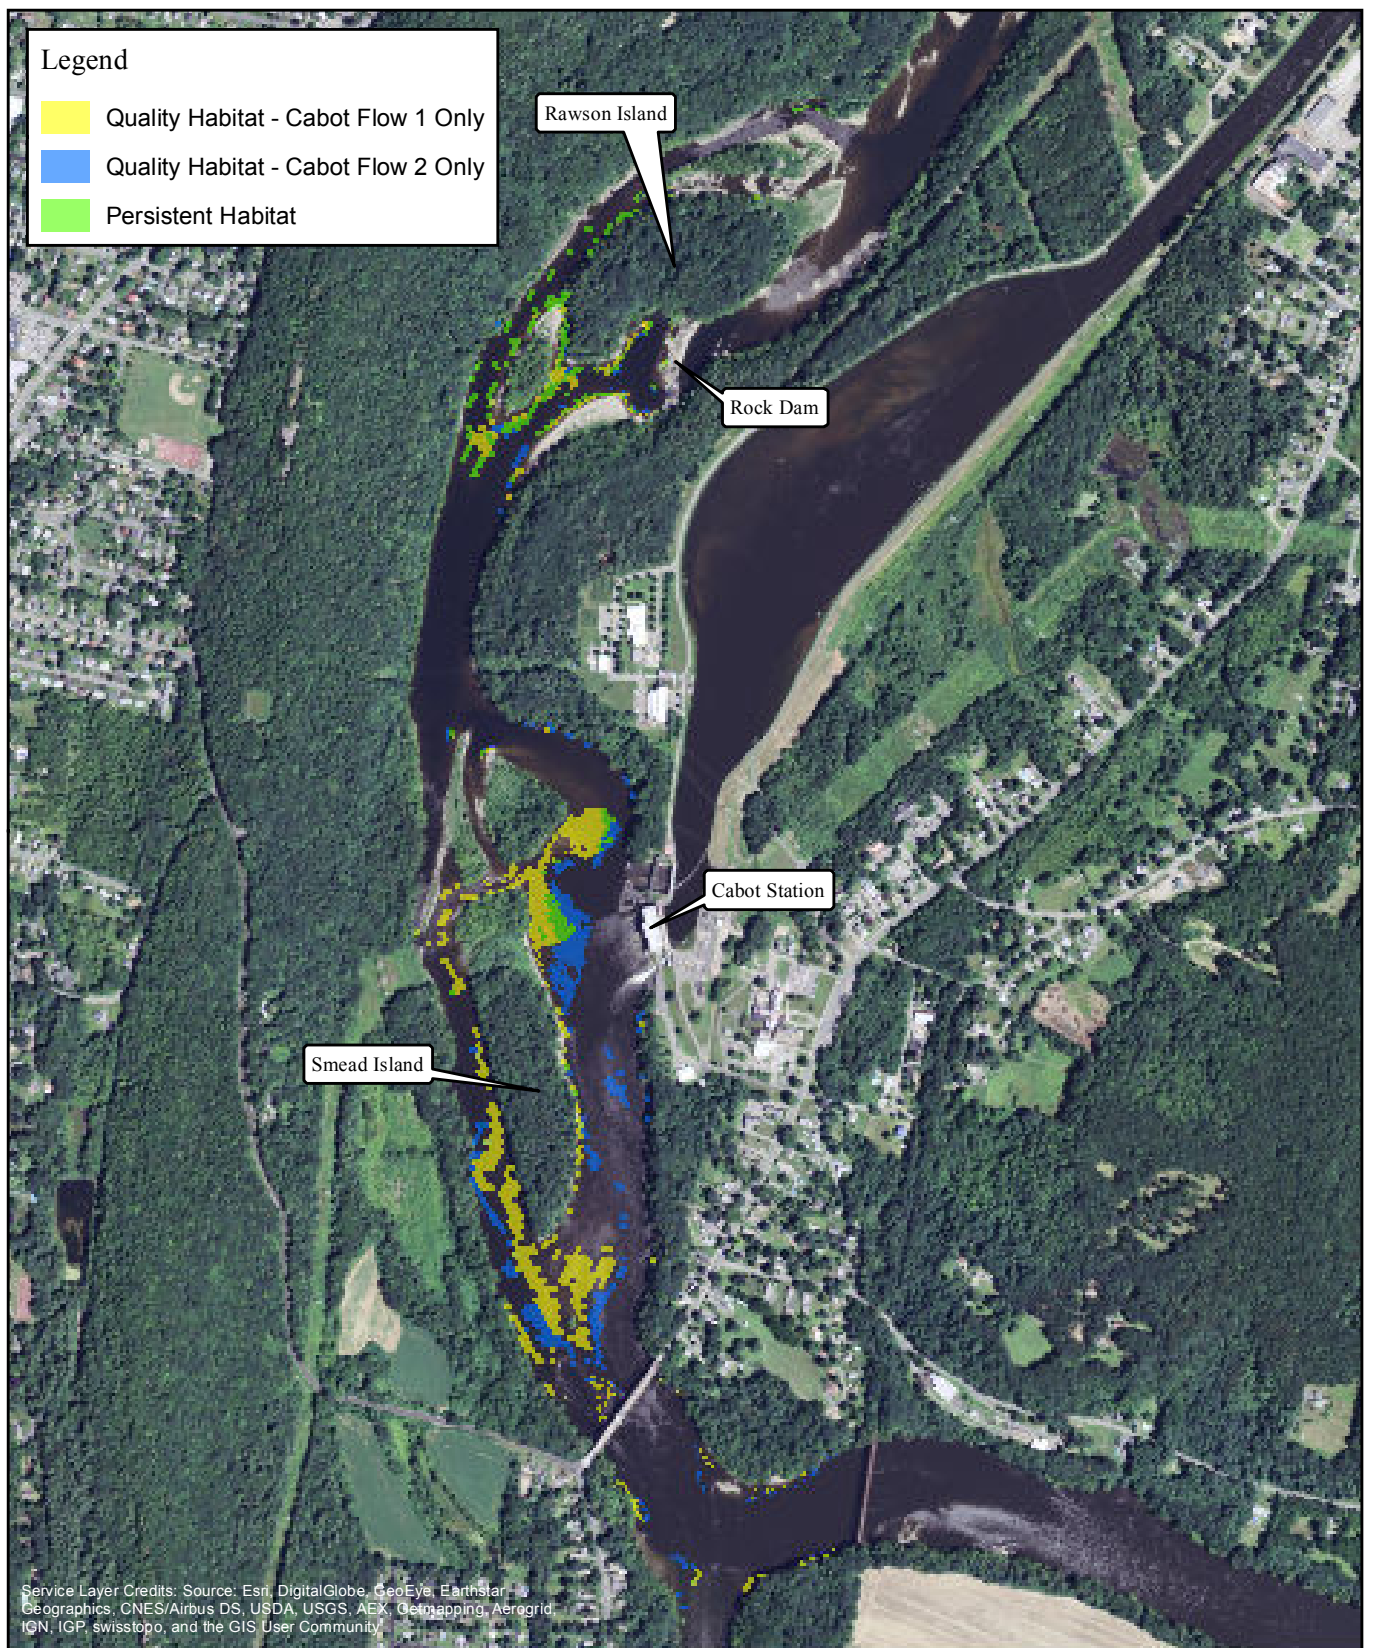 Legend
Quality Habitat - Cabot Flow 1 Only
Quality Habitat - Cabot Flow 2 Only
Persistent Habitat
Rawson Island
Rock Dam
Cabot Station
Smead Island
Service Layer Credits: Source: Esri, DigitalGlobe, GeoEye, Earthstar
Geographics, CNES/Airbus DS, USDA, USGS, AEX, Getmapping, Aerogrid,
IGN, IGP, swisstopo, and the GIS User Community